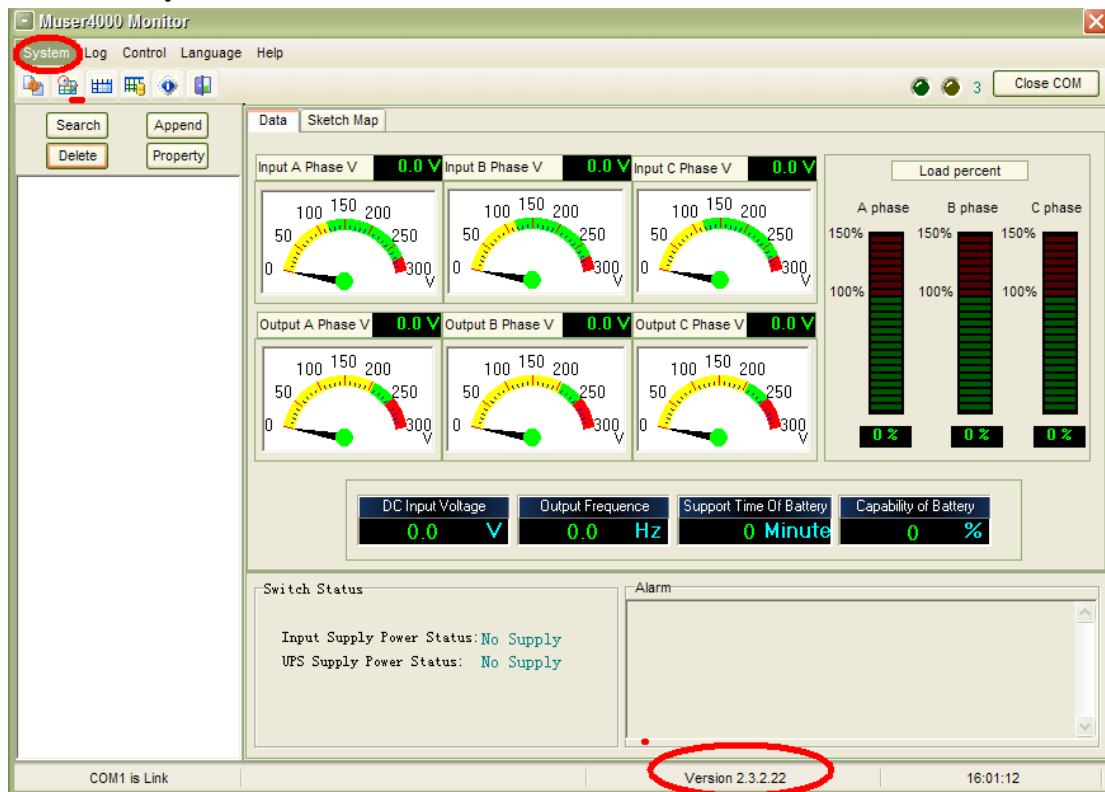 Muser4000 Monitor
System Log Control Language Help
3 Close COM
Search Append
Delete Property
Data Sketch Map
Input A Phase V 0.0 V Input B Phase V 0.0 V Input C Phase V 0.0 V
0 50 100 150 200 250 300 V
0 50 100 150 200 250 300 V
0 50 100 150 200 250 300 V
Output A Phase V 0.0 V Output B Phase V 0.0 V Output C Phase V 0.0 V
0 50 100 150 200 250 300 V
0 50 100 150 200 250 300 V
0 50 100 150 200 250 300 V
Load percent
A phase B phase C phase
150% 150% 150%
100% 100% 100%
0 % 0 % 0 %
DC Input Voltage Output Frequence Support Time Of Battery Capability of Battery
0.0 V 0.0 Hz 0 Minute 0 %
Switch Status
Input Supply Power Status: No Supply
UPS Supply Power Status: No Supply
Alarm
COM1 is Link Version 2.3.2.22 16:01:12